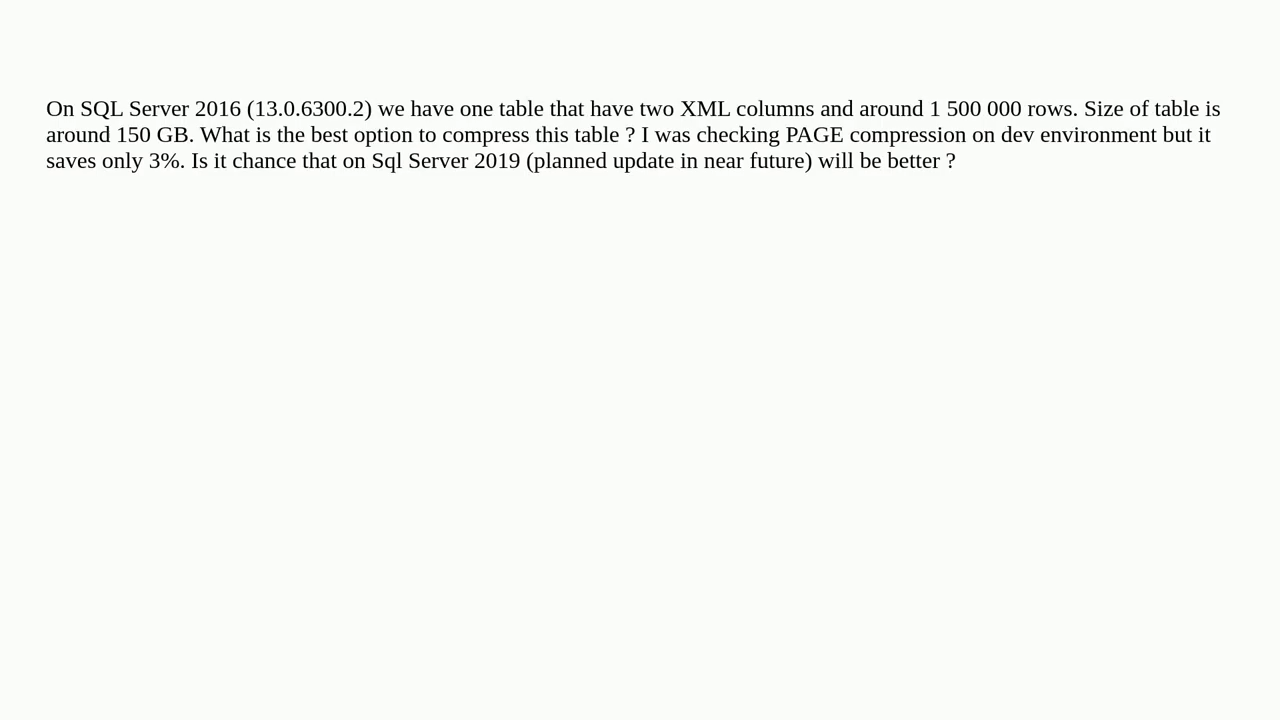 On SQL Server 2016 (13.0.6300.2) we have one table that have two XML columns and around 1 500 000 rows. Size of table is
around 150 GB. What is the best option to compress this table ? I was checking PAGE compression on dev environment but it
saves only 3%. Is it chance that on Sql Server 2019 (planned update in near future) will be better ?